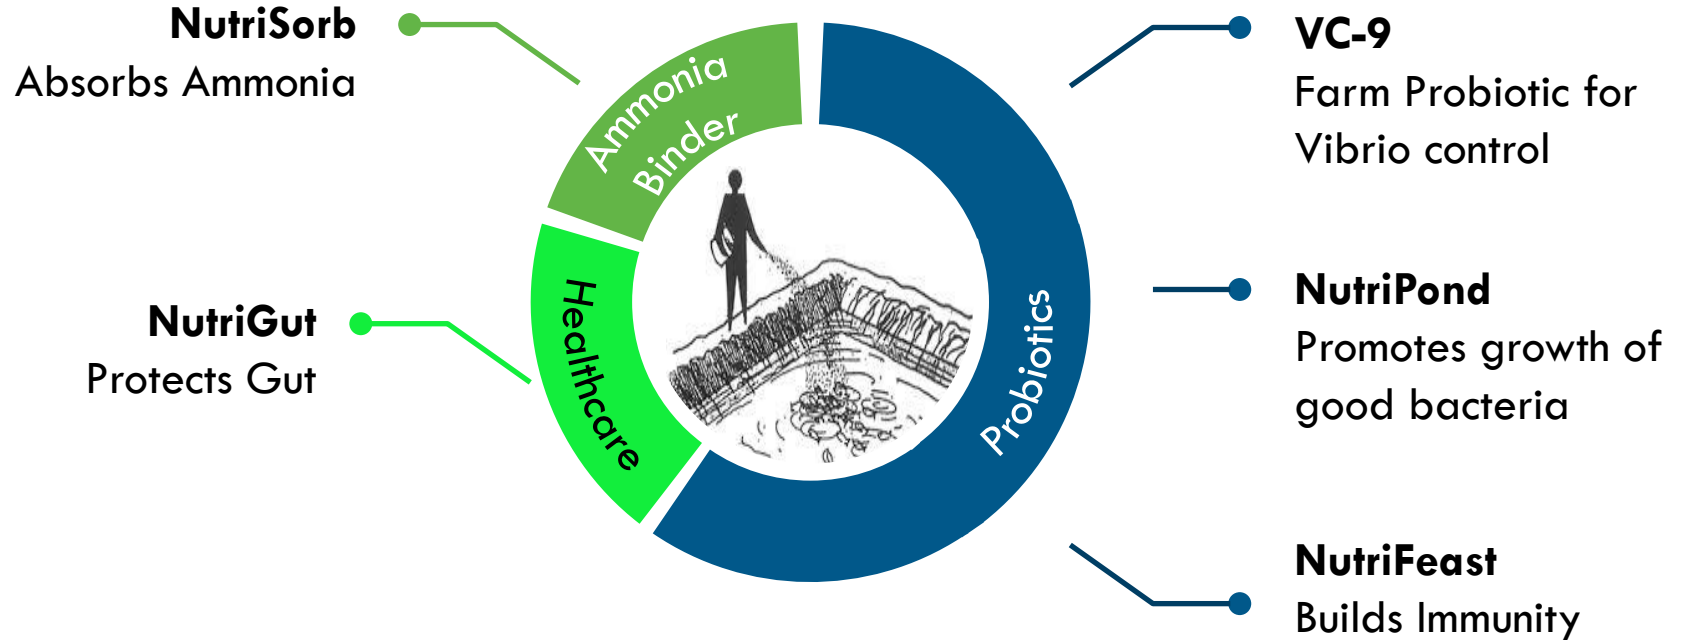 NutriSorb
Absorbs Ammonia
Ammonia
Binder
VC-9
Farm Probiotic for
Vibrio control
NutriGut
Protects Gut
Healthcare
Probiotics
NutriPond
Promotes growth of
good bacteria
NutriFeast
Builds Immunity